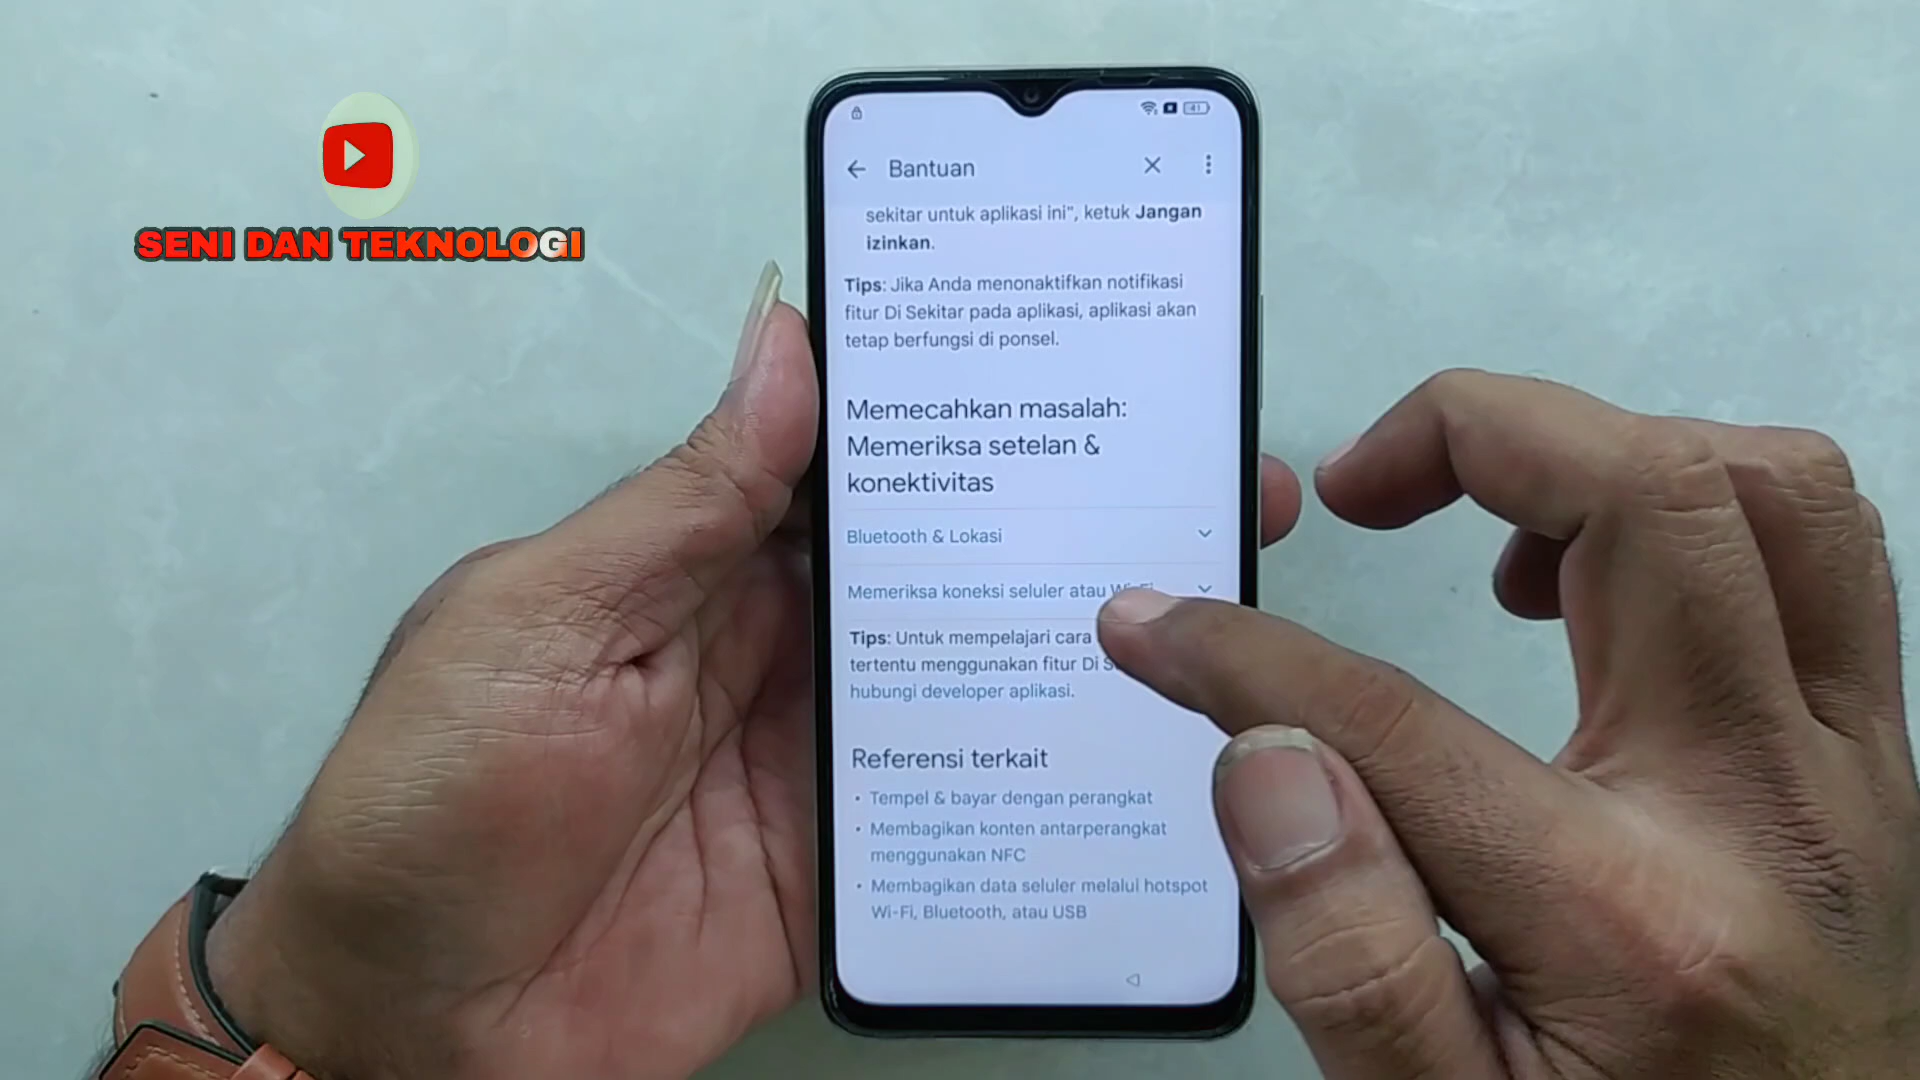 SENI DAN TEKNOLOGI
41
Bantuan
sekitar untuk aplikasi ini", ketuk Jangan
izinkan.
Tips: Jika Anda menonaktifkan notifikasi
fitur Di Sekitar pada aplikasi, aplikasi akan
tetap berfungsi di ponsel.
Memecahkan masalah:
Memeriksa setelan &
konektivitas
Bluetooth & Lokasi
Memeriksa koneksi seluler atau Wi-Fi
Tips: Untuk mempelajari cara
tertentu menggunakan fitur Di
hubungi developer aplikasi.
Referensi terkait
• Tempel & bayar dengan perangkat
• Membagikan konten antarperangkat
menggunakan NFC
• Membagikan data seluler melalui hotspot
Wi-Fi, Bluetooth, atau USB